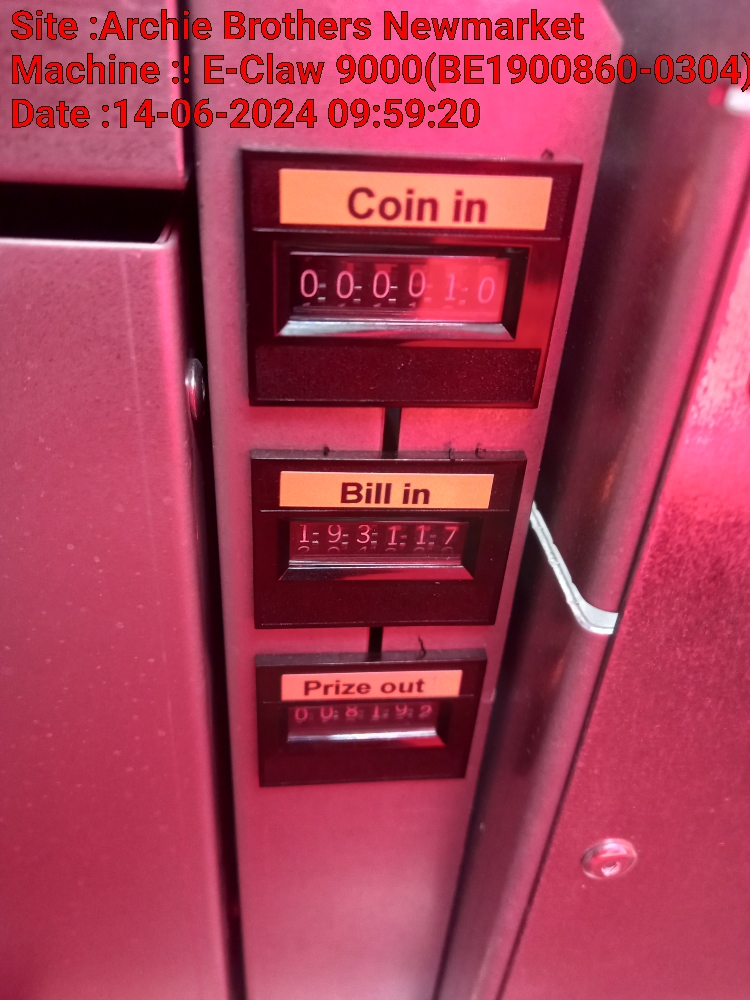 Site :Archie Brothers Newmarket
Machine :! E-Claw 9000(BE1900860-0304)
Date :14-06-2024 09:59:20
Coin in
000010
Bill in
193117
Prize out
008192